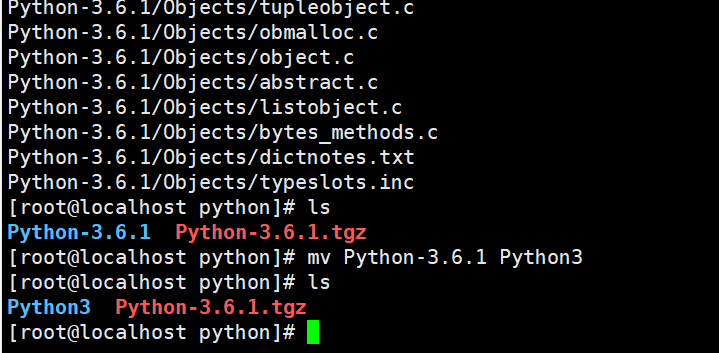 Python-3.6.1/Objects/tupleobject.c
Python-3.6.1/Objects/obmalloc.c
Python-3.6.1/Objects/object.c
Python-3.6.1/Objects/abstract.c
Python-3.6.1/Objects/listobject.c
Python-3.6.1/Objects/bytes_methods.c
Python-3.6.1/Objects/dictnotes.txt
Python-3.6.1/Objects/typeslots.inc
[root@localhost python]# ls
Python-3.6.1  Python-3.6.1.tgz
[root@localhost python]# mv Python-3.6.1 Python3
[root@localhost python]# ls
Python3  Python-3.6.1.tgz
[root@localhost python]#